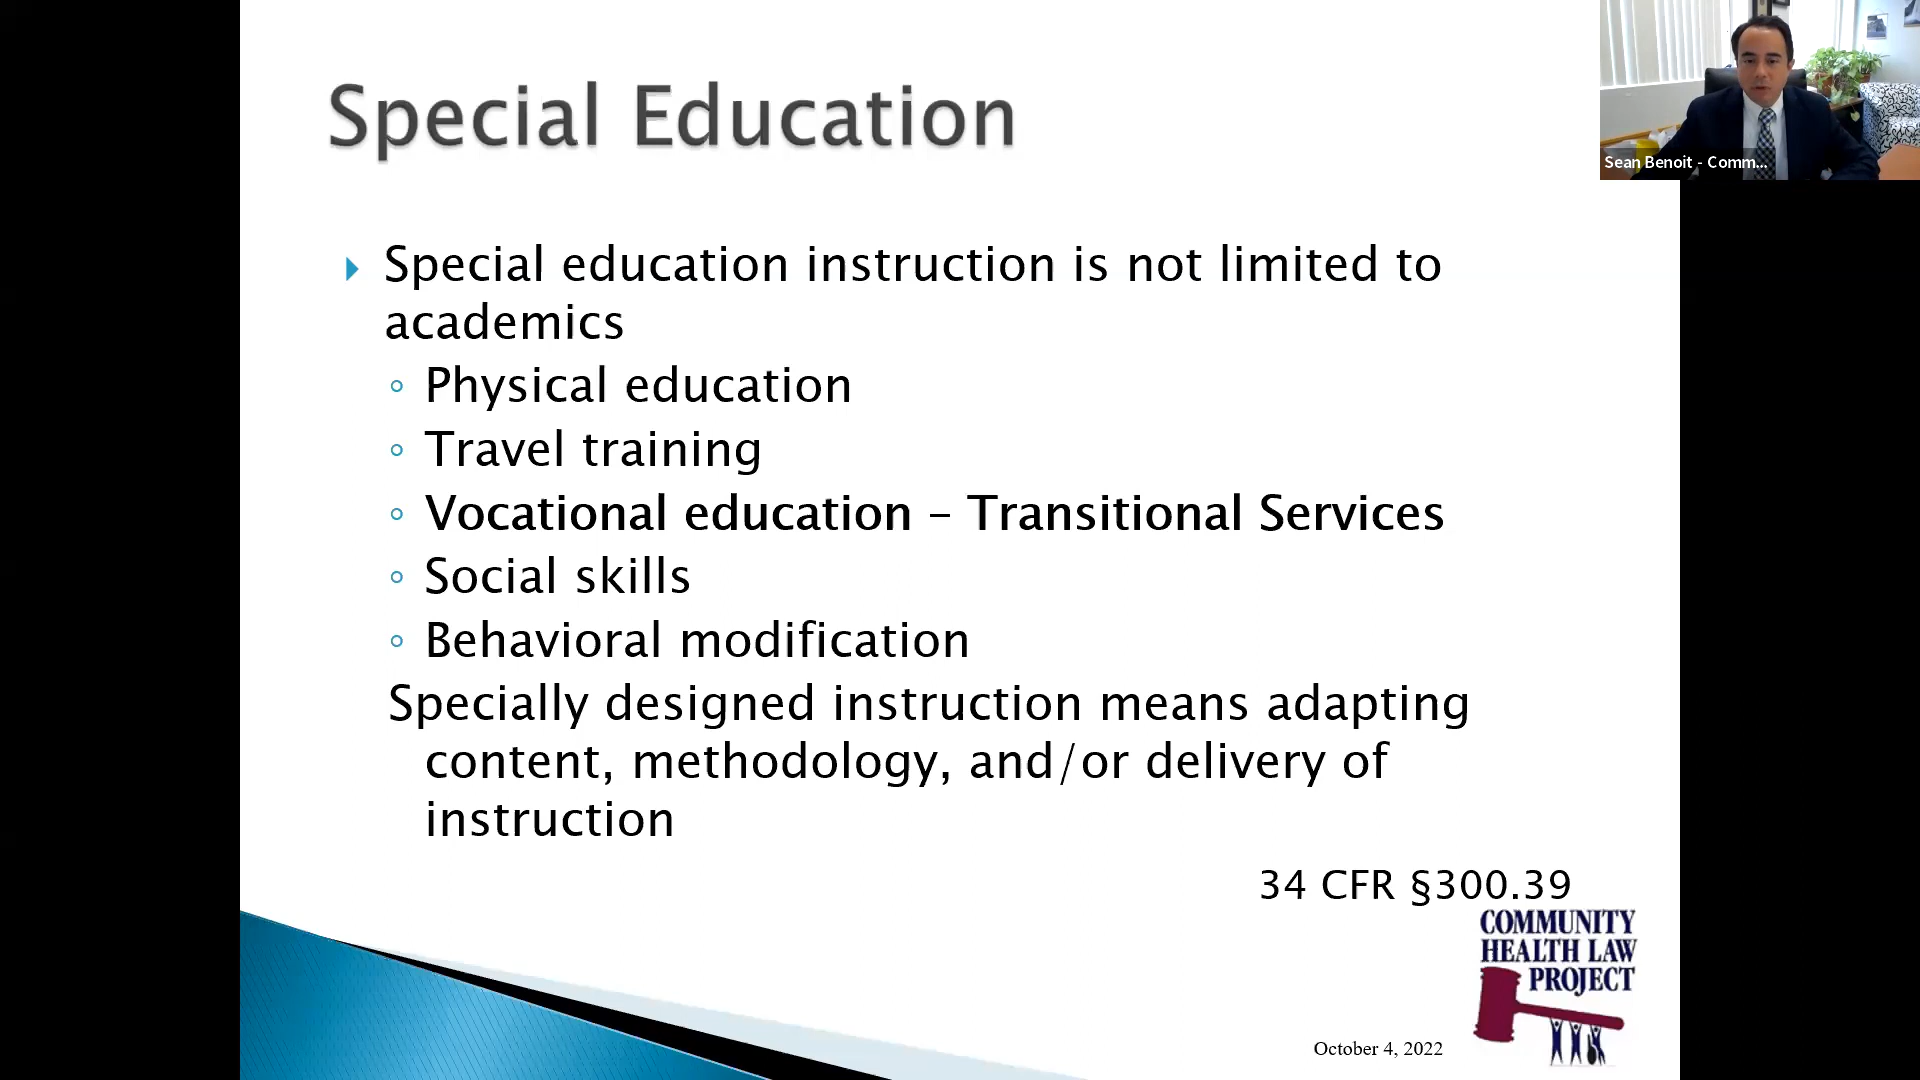 Special Education
Sean Benoit - Comm...
Special education instruction is not limited to
academics
Physical education
Travel training
Vocational education – Transitional Services
Social skills
Behavioral modification
Specially designed instruction means adapting
content, methodology, and/or delivery of
instruction
34 CFR §300.39
COMMUNITY
HEALTH LAW
PROJECT
October 4, 2022